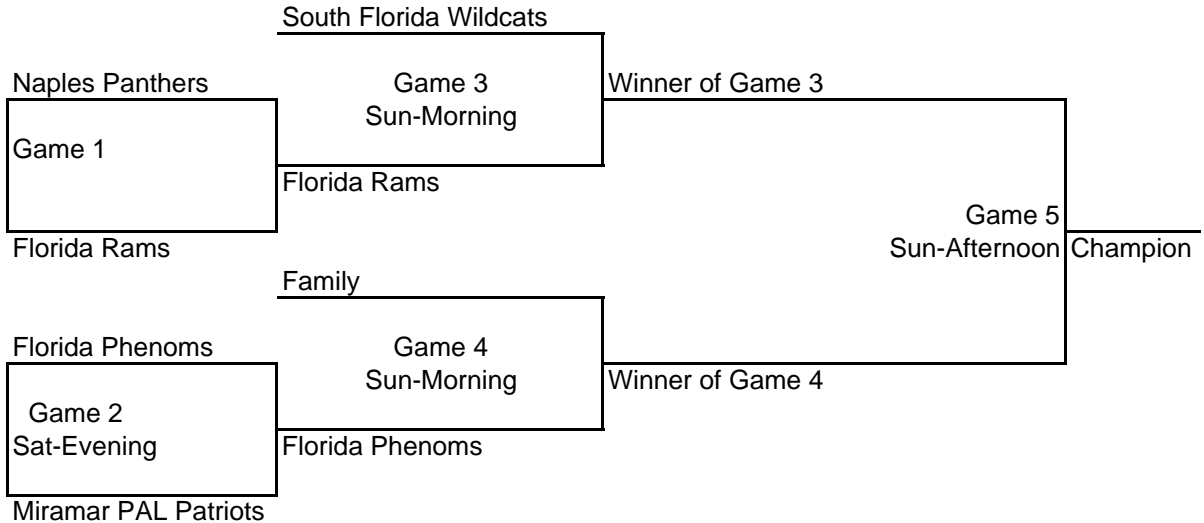 South Florida Wildcats
Naples Panthers
Game 3
Winner of Game 3
Sun-Morning
Game 1
Florida Rams
Game 5
Florida Rams
Sun-Afternoon
Champion
Family
Florida Phenoms
Game 4
Sun-Morning
Winner of Game 4
Game 2
Sat-Evening
Florida Phenoms
Miramar PAL Patriots